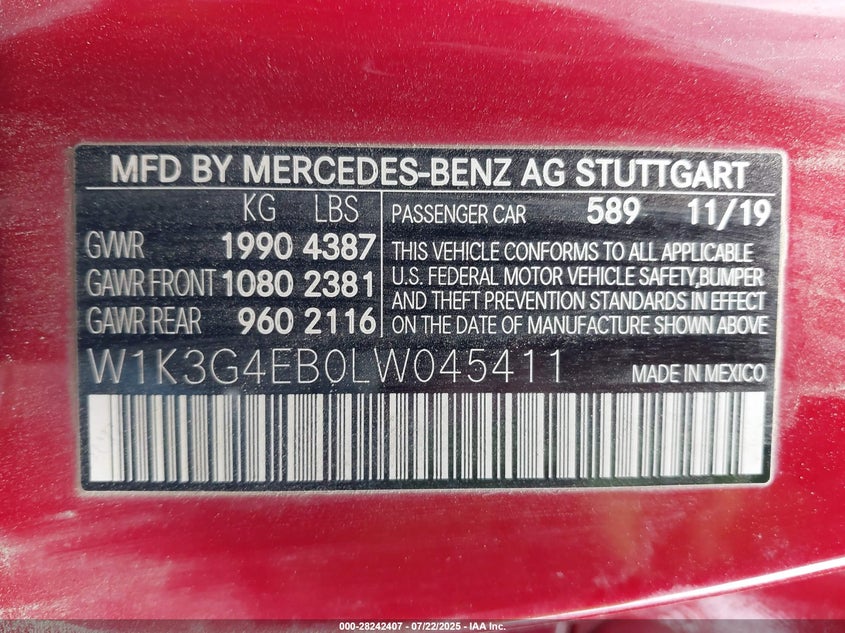 MFD BY MERCEDES-BENZ AG STUTTGART
KG LBS
GVWR 1990 4387
GAWR FRONT 1080 2381
GAWR REAR 960 2116
PASSENGER CAR 589 11/19
THIS VEHICLE CONFORMS TO ALL APPLICABLE
U.S. FEDERAL MOTOR VEHICLE SAFETY,BUMPER
AND THEFT PREVENTION STANDARDS IN EFFECT
ON THE DATE OF MANUFACTURE SHOWN ABOVE
W1K3G4EB0LW045411
MADE IN MEXICO
000-28242407 - 07/22/2025 - IAA Inc.